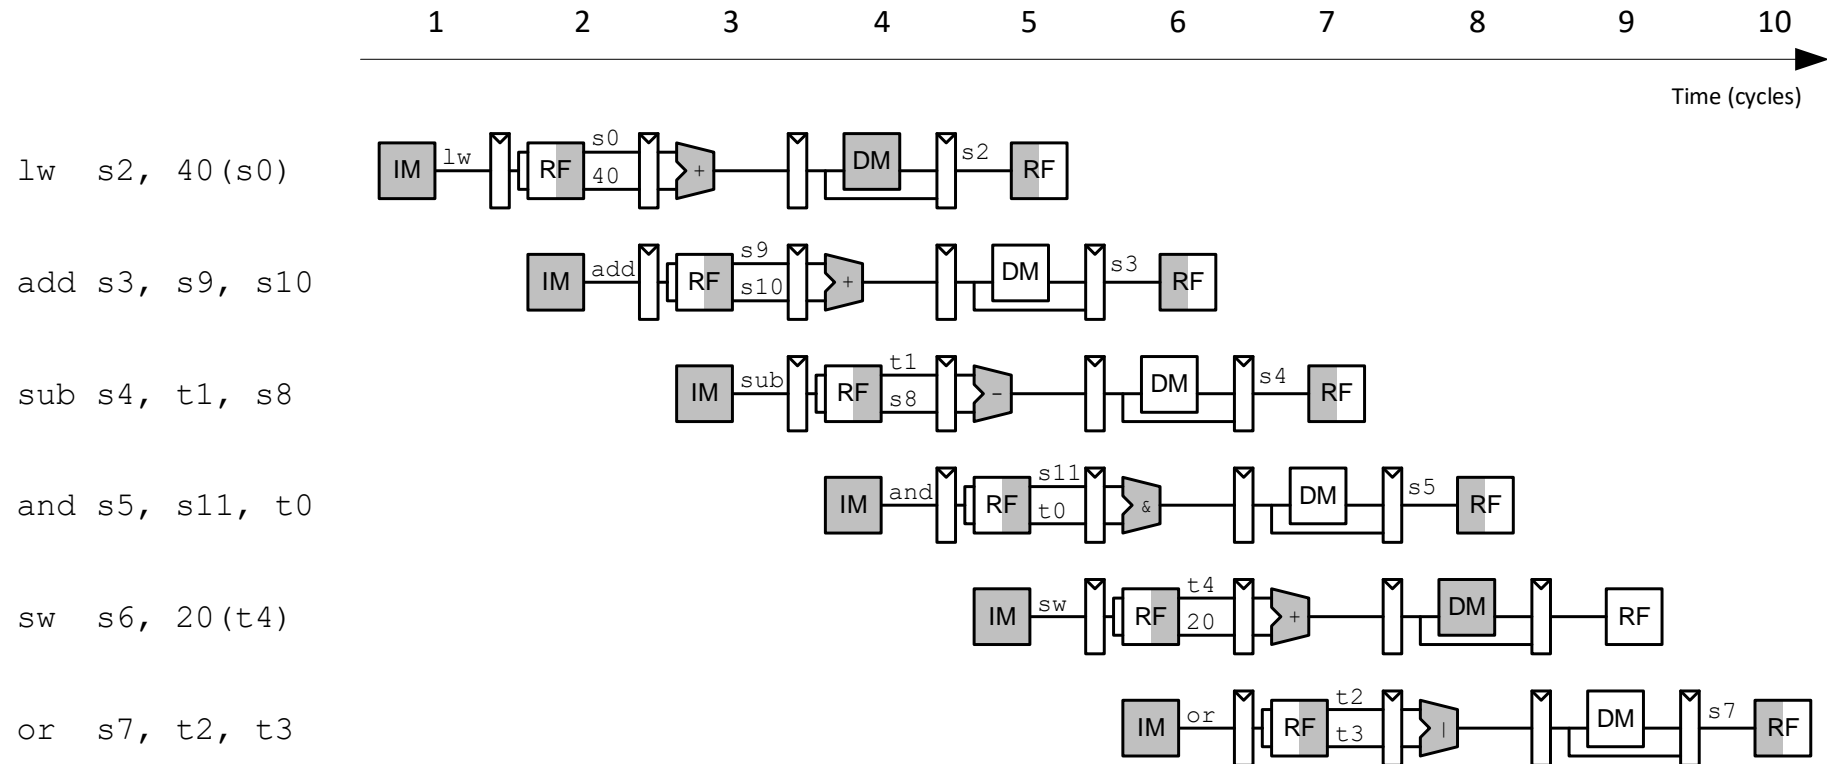 1 2 3 4 5 6 7 8 9 10
Time (cycles)
lw s2, 40(s0) IM lw RF s0 40 + DM s2 RF
add s3, s9, s10 IM add RF s9 s10 + DM s3 RF
sub s4, t1, s8 IM sub RF t1 s8 - DM s4 RF
and s5, s11, t0 IM and RF s11 t0 & DM s5 RF
sw s6, 20(t4) IM sw RF t4 20 + DM RF
or s7, t2, t3 IM or RF t2 t3 | DM s7 RF